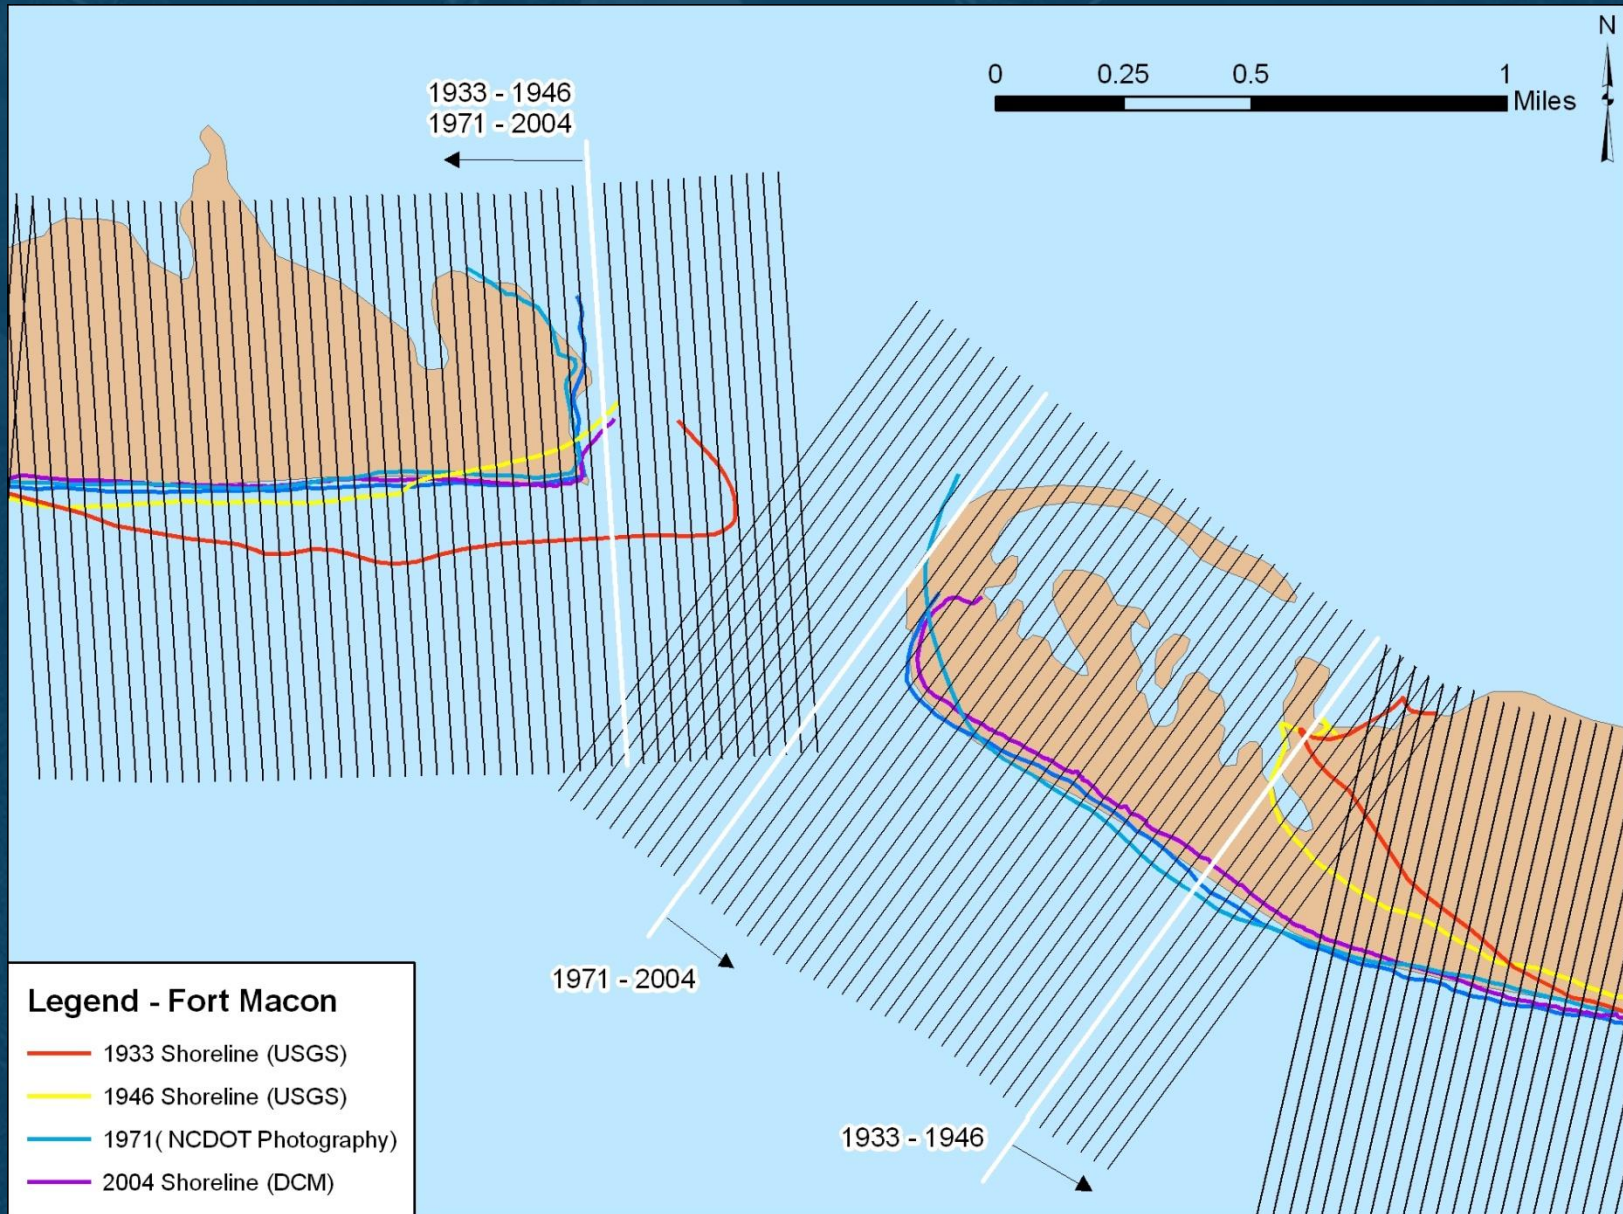 N
0 0.25 0.5 1
Miles
1933 - 1946
1971 - 2004
1971 - 2004
1933 - 1946
Legend - Fort Macon
1933 Shoreline (USGS)
1946 Shoreline (USGS)
1971( NCDOT Photography)
2004 Shoreline (DCM)